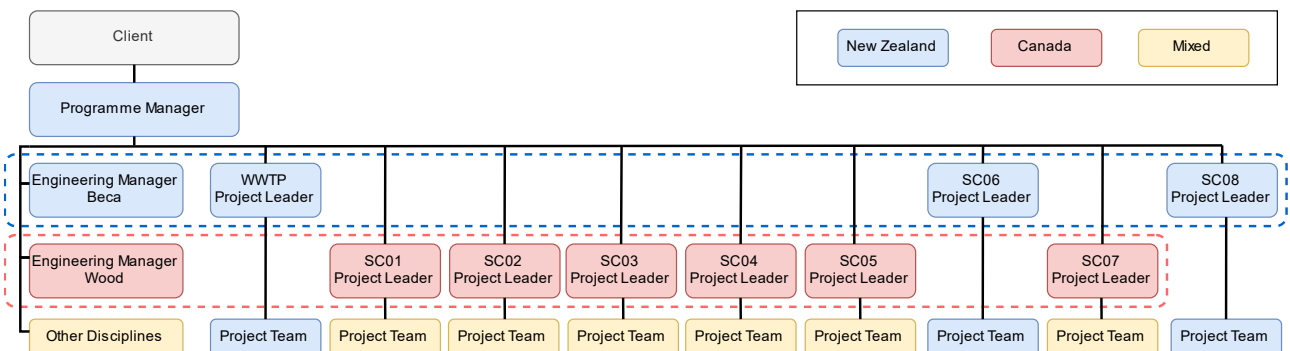 Client
New Zealand
Canada
Mixed
Programme Manager
Engineering Manager
Beca
WWTP
Project Leader
SC06
Project Leader
SC08
Project Leader
Engineering Manager
Wood
SC01
Project Leader
SC02
Project Leader
SC03
Project Leader
SC04
Project Leader
SC05
Project Leader
SC07
Project Leader
Other Disciplines
Project Team
Project Team
Project Team
Project Team
Project Team
Project Team
Project Team
Project Team
Project Team